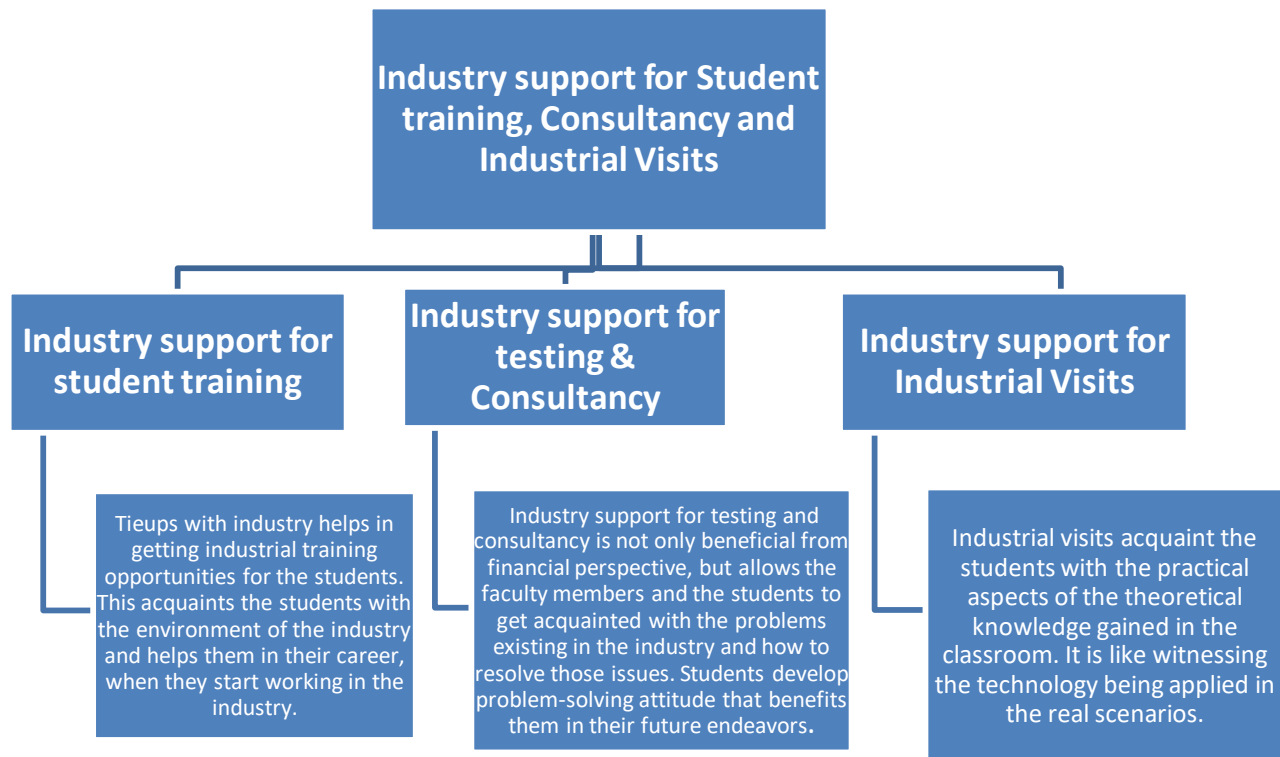 Industry support for Student
training, Consultancy and
Industrial Visits
Industry support for
student training
Industry support for
testing &
Consultancy
Industry support for
Industrial Visits
Tieups with industry helps in
getting industrial training
opportunities for the students.
This acquaints the students with
the environment of the industry
and helps them in their career,
when they start working in the
industry.
Industry support for testing and
consultancy is not only beneficial from
financial perspective, but allows the
faculty members and the students to
get acquainted with the problems
existing in the industry and how to
resolve those issues. Students develop
problem-solving attitude that benefits
them in their future endeavors.
Industrial visits acquaint the
students with the practical
aspects of the theoretical
knowledge gained in the
classroom. It is like witnessing
the technology being applied in
the real scenarios.